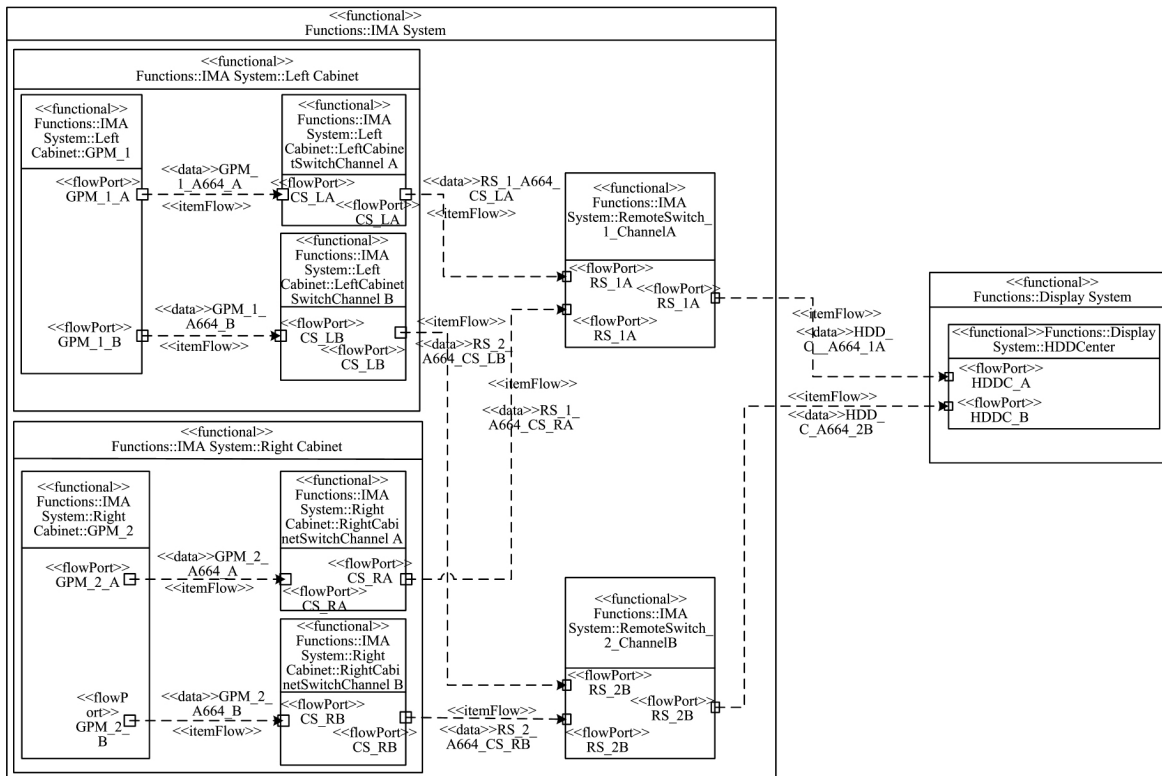 <<functional>>
Functions::IMA System
<<functional>>
Functions::IMA System::Left Cabinet
<<functional>>
Functions::IMA
System::Left
Cabinet::GPM_1
<<flowPort>>
GPM_1_A
<<flowPort>>
GPM_1_B
<<data>>GPM_
1_A664_A
<<itemFlow>>
<<data>>GPM_1_
A664_B
<<itemFlow>>
<<functional>>
Functions::IMA
System::Left
Cabinet::LeftCabine
tSwitchChannel A
<<flowPort>>
CS_LA
<<flowPort>>
CS_LA
<<functional>>
Functions::IMA
System::Left
Cabinet::LeftCabinet
SwitchChannel B
<<flowPort>>
CS_LB
<<flowPort>>
CS_LB
<<data>>RS_1_A664_
CS_LA
<<itemFlow>>
<<itemFlow>>
<<data>>RS_2_
A664_CS_LB
<<itemFlow>>
<<data>>RS_1_
A664_CS_RA
<<functional>>
Functions::IMA
System::RemoteSwitch_
1_ChannelA
<<flowPort>>
RS_1A
<<flowPort>>
RS_1A
<<flowPort>>
RS_1A
<<itemFlow>>
<<data>>HDD_
C__A664_1A
<<itemFlow>>
<<data>>HDD_
C_A664_2B
<<functional>>
Functions::Display System
<<functional>>Functions::Display
System::HDDCenter
<<flowPort>>
HDDC_A
<<flowPort>>
HDDC_B
<<functional>>
Functions::IMA System::Right Cabinet
<<functional>>
Functions::IMA
System::Right
Cabinet::GPM_2
<<flowPort>>
GPM_2_A
<<flowP
ort>>
GPM_2_
B
<<data>>GPM_2_
A664_A
<<itemFlow>>
<<data>>GPM_2_
A664_B
<<itemFlow>>
<<functional>>
Functions::IMA
System::Right
Cabinet::RightCabi
netSwitchChannel A
<<flowPort>>
CS_RA
<<flowPort>>
CS_RA
<<functional>>
Functions::IMA
System::Right
Cabinet::RightCabi
netSwitchChannel B
<<flowPort>>
CS_RB
<<flowPort>>
CS_RB
<<itemFlow>>
<<data>>RS_2_
A664_CS_RB
<<functional>>
Functions::IMA
System::RemoteSwitch_
2_ChannelB
<<flowPort>>
RS_2B
<<flowPort>>
RS_2B
<<flowPort>>
RS_2B